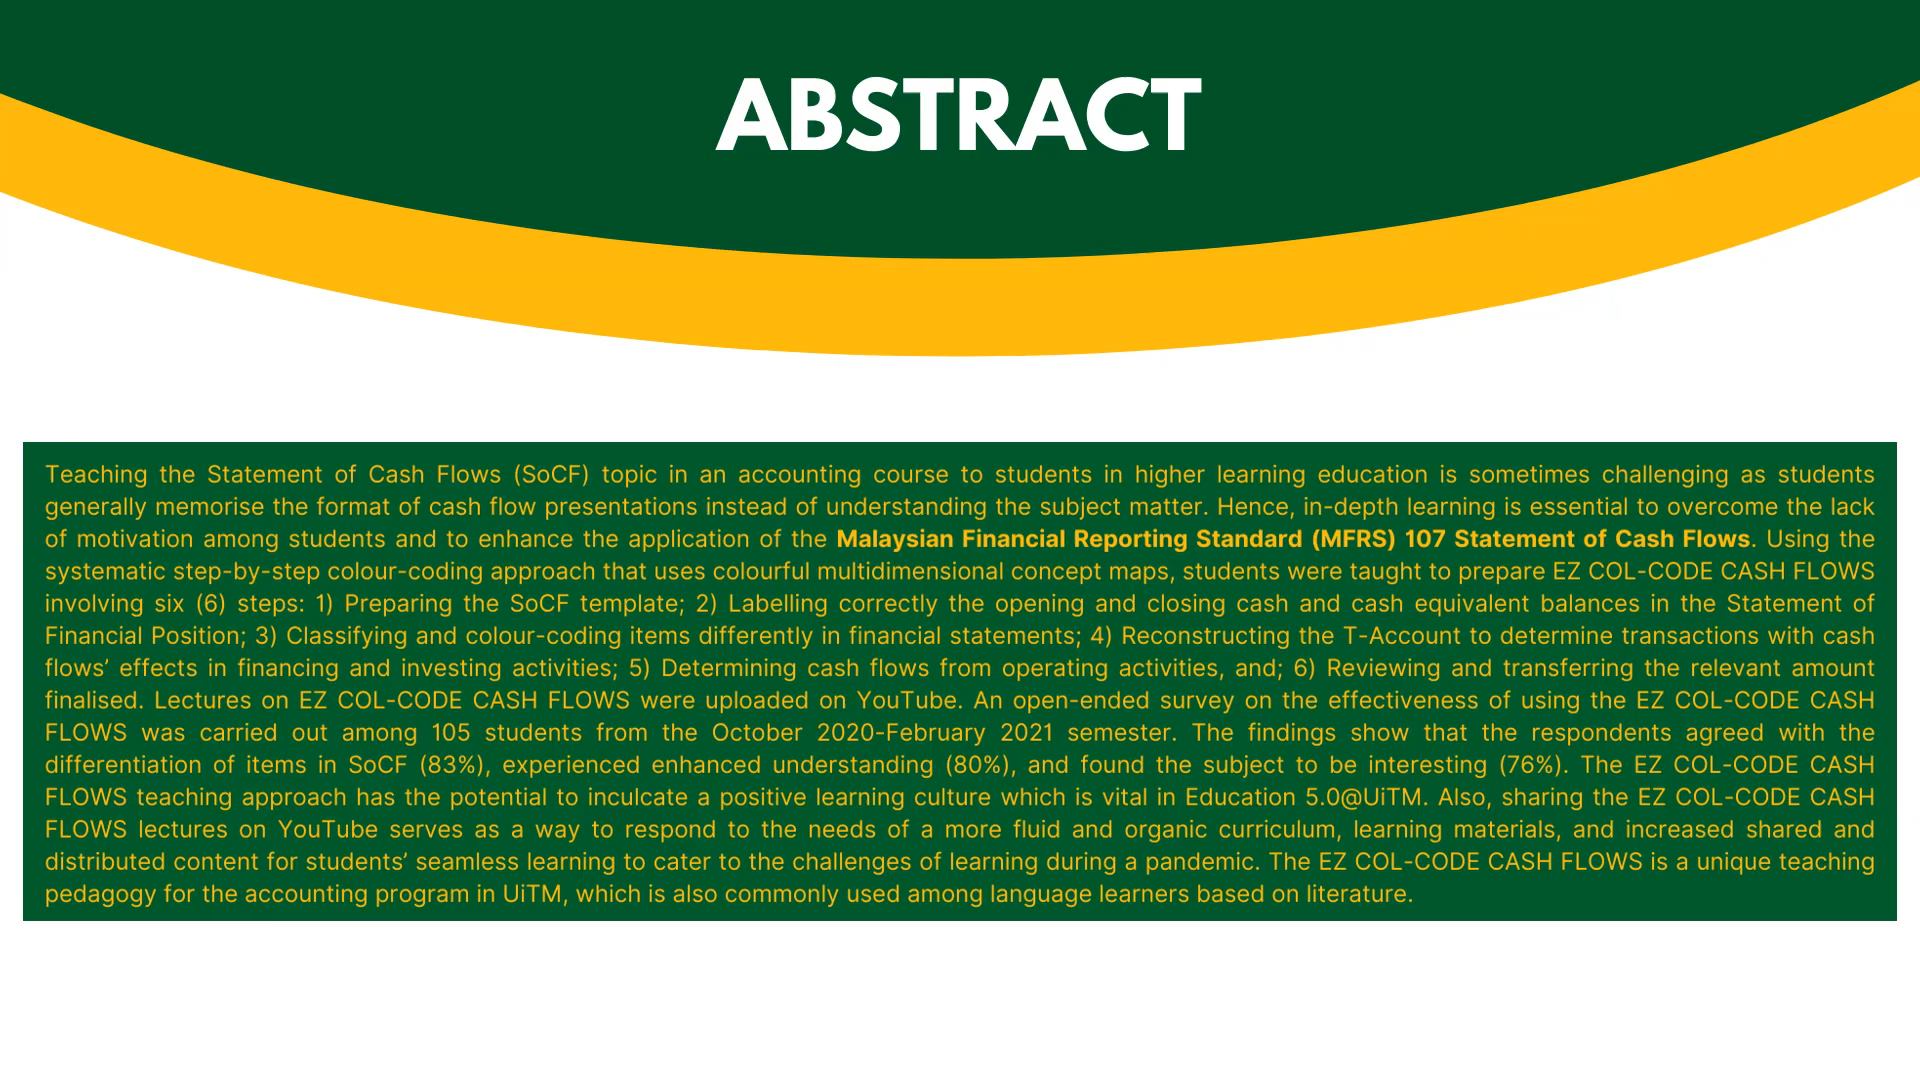 ABSTRACT
Teaching the Statement of Cash Flows (SoCF) topic in an accounting course to students in higher learning education is sometimes challenging as students
generally memorise the format of cash flow presentations instead of understanding the subject matter. Hence, in-depth learning is essential to overcome the lack
of motivation among students and to enhance the application of the Malaysian Financial Reporting Standard (MFRS) 107 Statement of Cash Flows. Using the
systematic step-by-step colour-coding approach that uses colourful multidimensional concept maps, students were taught to prepare EZ COL-CODE CASH FLOWS
involving six (6) steps: 1) Preparing the SoCF template; 2) Labelling correctly the opening and closing cash and cash equivalent balances in the Statement of
Financial Position; 3) Classifying and colour-coding items differently in financial statements; 4) Reconstructing the T-Account to determine transactions with cash
flows’ effects in financing and investing activities; 5) Determining cash flows from operating activities, and; 6) Reviewing and transferring the relevant amount
finalised. Lectures on EZ COL-CODE CASH FLOWS were uploaded on YouTube. An open-ended survey on the effectiveness of using the EZ COL-CODE CASH
FLOWS was carried out among 105 students from the October 2020-February 2021 semester. The findings show that the respondents agreed with the
differentiation of items in SoCF (83%), experienced enhanced understanding (80%), and found the subject to be interesting (76%). The EZ COL-CODE CASH
FLOWS teaching approach has the potential to inculcate a positive learning culture which is vital in Education 5.0@UiTM. Also, sharing the EZ COL-CODE CASH
FLOWS lectures on YouTube serves as a way to respond to the needs of a more fluid and organic curriculum, learning materials, and increased shared and
distributed content for students’ seamless learning to cater to the challenges of learning during a pandemic. The EZ COL-CODE CASH FLOWS is a unique teaching
pedagogy for the accounting program in UiTM, which is also commonly used among language learners based on literature.